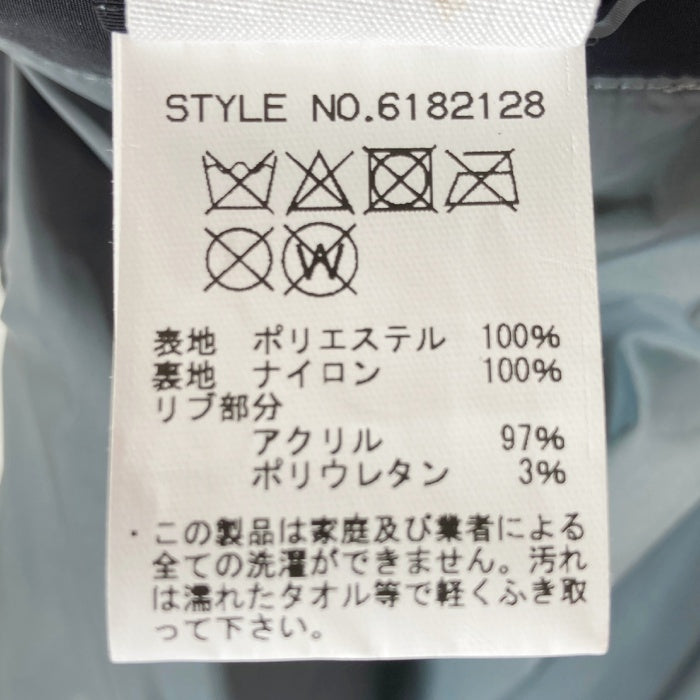 STYLE NO.6182128
W
表地 ポリエステル 100%
裏地 ナイロン 100%
リブ部分
アクリル 97%
ポリウレタン 3%
・この製品は家庭及び業者による
全ての洗濯ができません。汚れ
は濡れたタオル等で軽くふき取
って下さい。